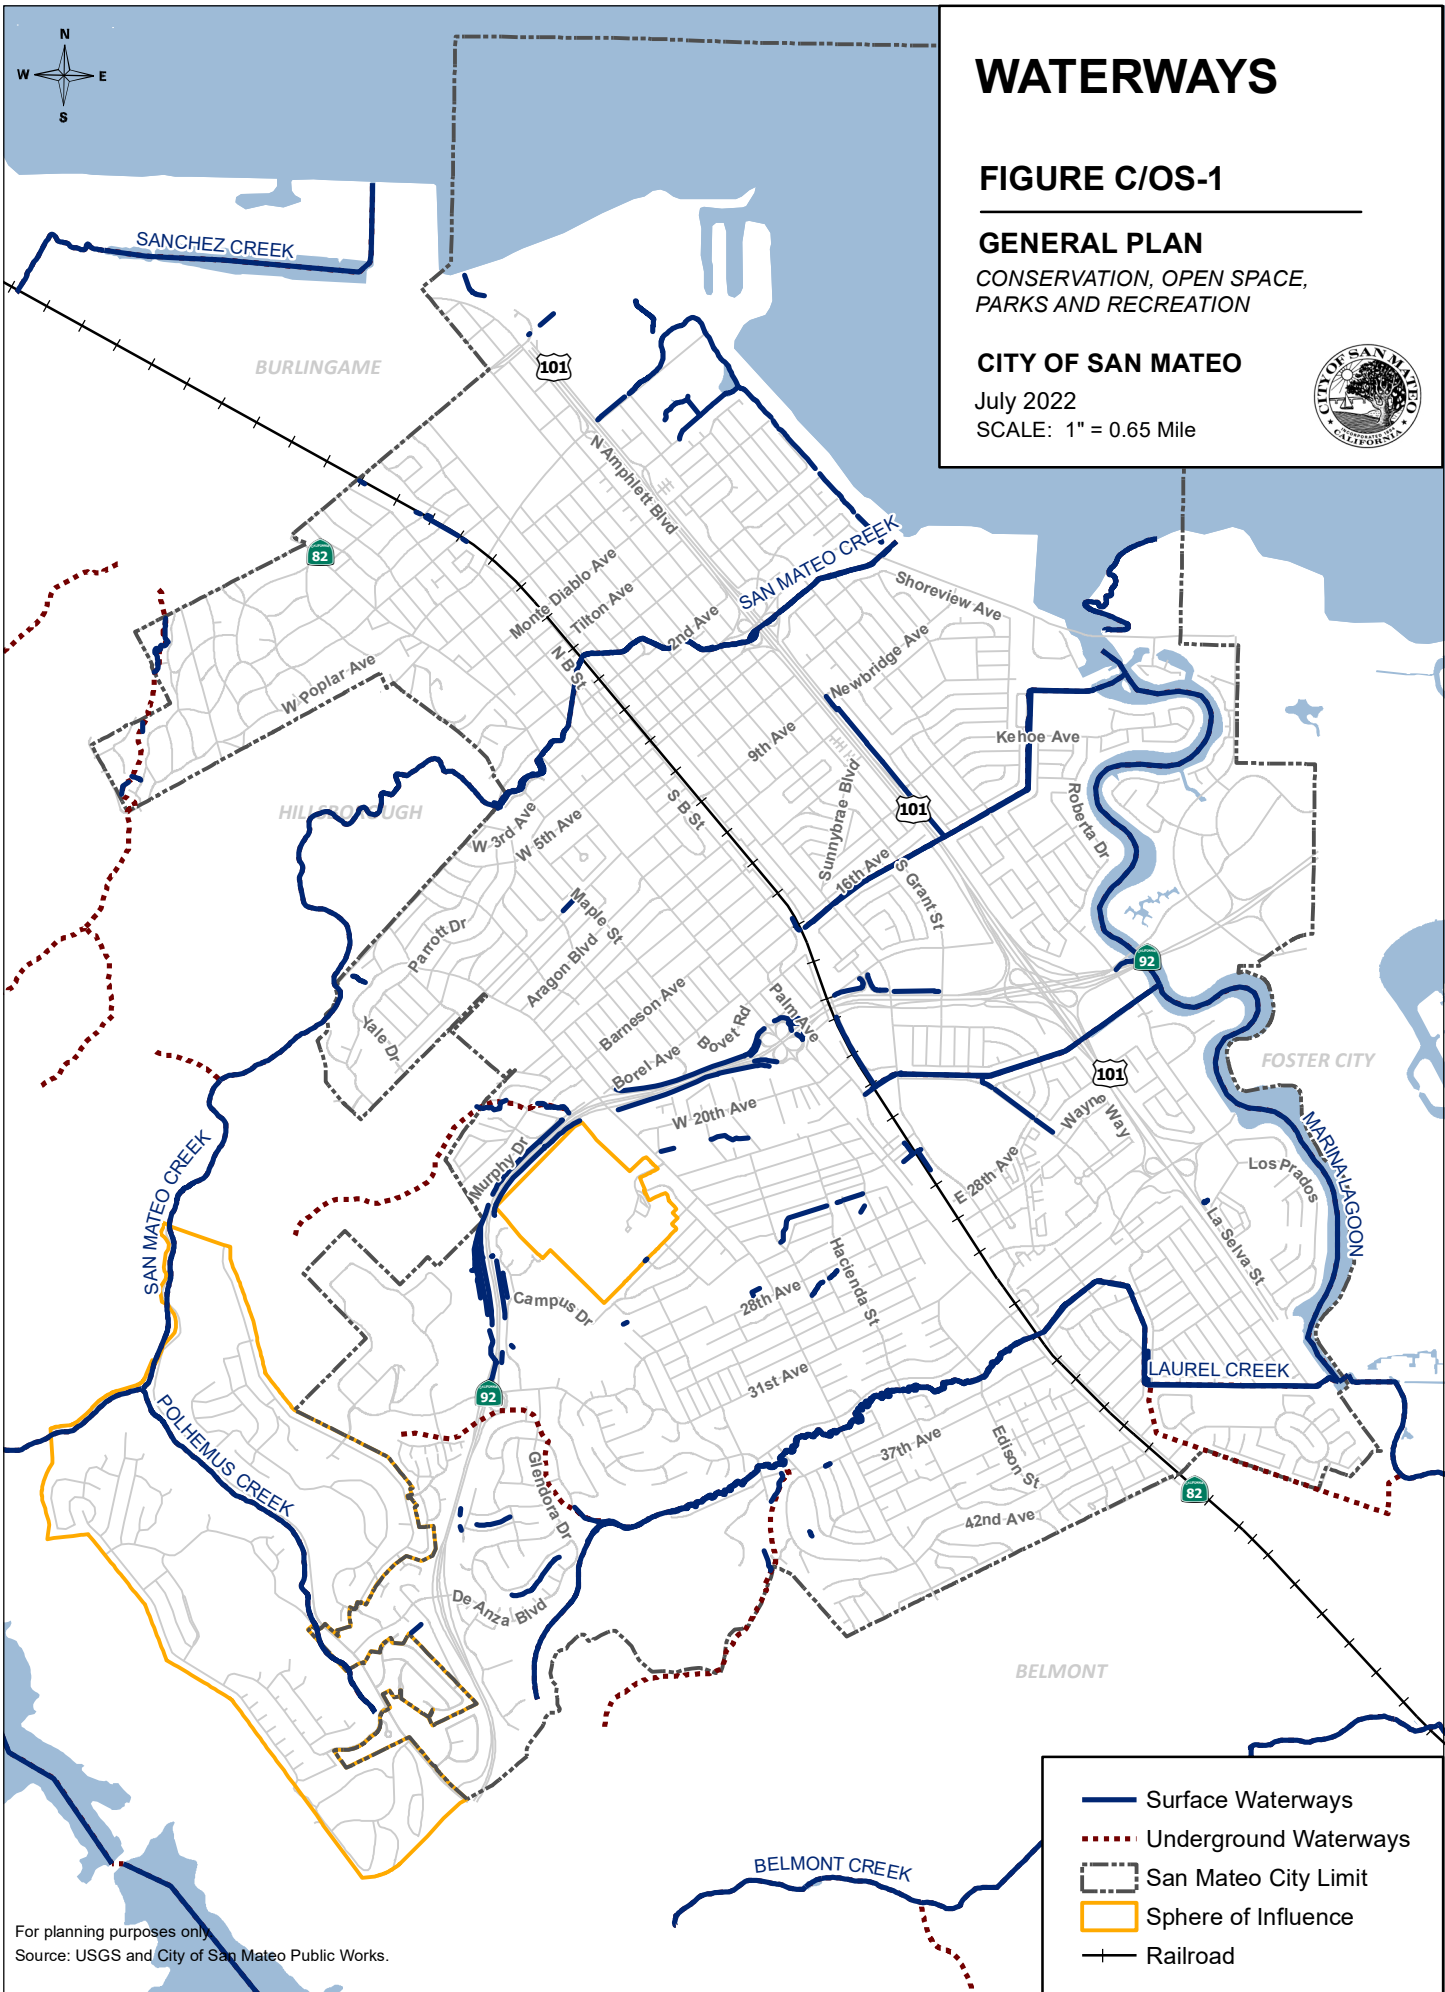 N
W E
S
WATERWAYS
FIGURE C/OS-1
GENERAL PLAN
CONSERVATION, OPEN SPACE,
PARKS AND RECREATION
CITY OF SAN MATEO
July 2022
SCALE: 1" = 0.65 Mile
CITY OF SAN MATEO
INCORPORATED 1894
CALIFORNIA
SANCHEZ CREEK
BURLINGAME
101
N Amphlett Blvd
82
SAN MATEO CREEK
Monte Diablo Ave
Tilton Ave
2nd Ave
Shoreview Ave
N B St
W Poplar Ave
Newbridge Ave
9th Ave
Kehoe Ave
HILLSBOROUGH
S B St
Sunnybrae Blvd
101
Roberta Dr
W 3rd Ave
W 5th Ave
16th Ave
S Grant St
Maple St
Parrott Dr
Aragon Blvd
92
Barneson Ave
Bovet Rd
Palm Ave
Yale Dr
Borel Ave
FOSTER CITY
101
W 20th Ave
Wayne Way
MARINA LAGOON
Murphy Dr
E 28th Ave
Los Prados
SAN MATEO CREEK
La Selva St
Hacienda St
Campus Dr
28th Ave
31st Ave
LAUREL CREEK
92
POLHEMUS CREEK
37th Ave
Edison St
Glendora Dr
82
42nd Ave
De Anza Blvd
BELMONT
BELMONT CREEK
Surface Waterways
Underground Waterways
San Mateo City Limit
Sphere of Influence
Railroad
For planning purposes only
Source: USGS and City of San Mateo Public Works.